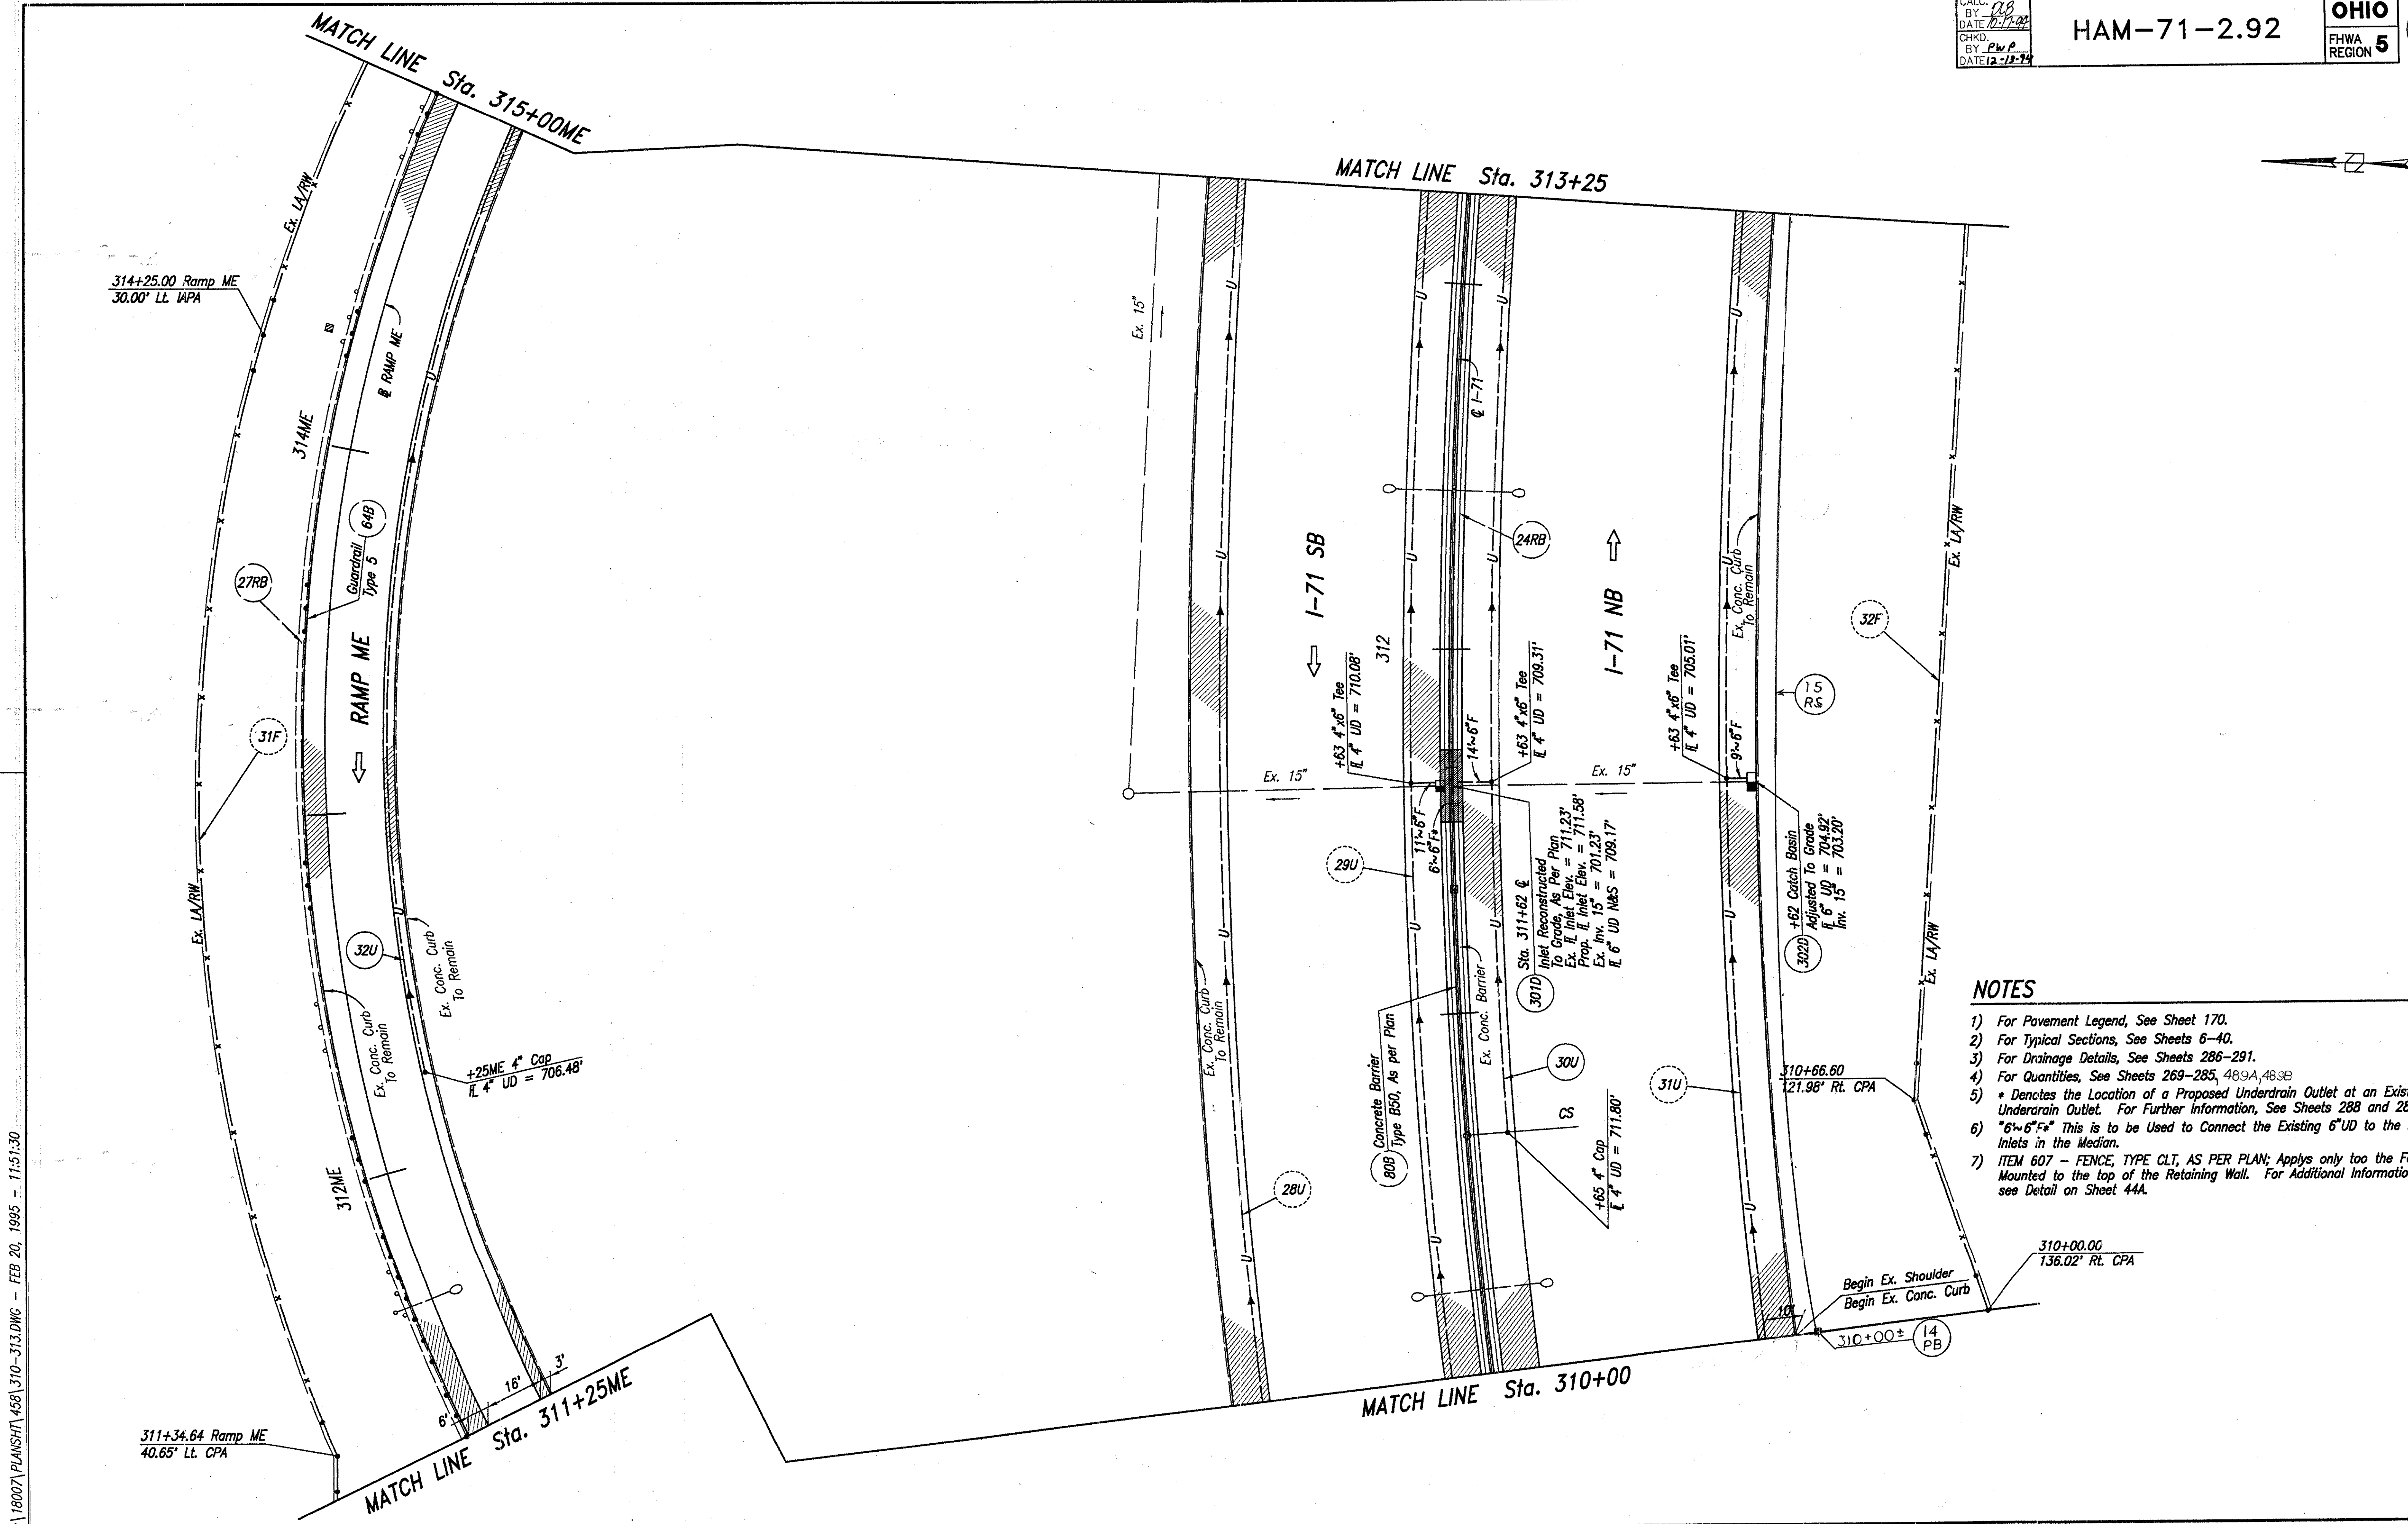 CALC.
BY DCB
DATE 10-17-94
CHKD.
BY PWP
DATE 12-19-94
HAM-71-2.92
OHIO
FHWA
REGION 5
MATCH LINE Sta. 315+00ME
MATCH LINE Sta. 313+25
Ex. LA/RW
314+25.00 Ramp ME
30.00' Lt.
℄ RAMP ME
314ME
Guardrail
Type 5
64B
27RB
RAMP ME
31F
Ex. LA/RW
32U
Ex. Conc. Curb
To Remain
Ex. Conc. Curb
To Remain
+25ME 4" Cap
FL 4" UD = 706.48'
312ME
6'
16'
3'
311+34.64 Ramp ME
40.65' Lt. CPA
MATCH LINE Sta. 311+25ME
Ex. 15"
U
U
U
U
℄ I-71
24RB
I-71 SB
312
I-71 NB
+63 4"x6" Tee
FL 4" UD = 710.08'
+63 4"x6" Tee
FL 4" UD = 709.31'
+63 4"x6" Tee
FL 4" UD = 705.01'
Ex. Conc. Curb
To Remain
Ex. LA/RW
32F
15
RS
Ex. 15"
14'~6"F
Ex. 15"
9'~6"F
11'~6"F
6'~6"F*
29U
301D
Sta. 311+62 ℄
Inlet Reconstructed
To Grade, As Per Plan
Ex. FL Inlet Elev. = 711.23'
Prop. FL Inlet Elev. = 711.58'
Ex. Inv. 15" = 701.23'
FL 6" UD N&S = 709.17'
302D
+62 Catch Basin
Adjusted To Grade
FL 6" UD = 704.92'
Inv. 15" = 703.20'
Ex. LA/RW
Ex. Conc. Curb
To Remain
80B
Concrete Barrier
Type B50, As per Plan
Ex. Conc. Barrier
30U
CS
+65 4" Cap
FL 4" UD = 711.80'
31U
28U
310+66.60
121.98' Rt. CPA
310+00.00
136.02' Rt. CPA
Begin Ex. Shoulder
Begin Ex. Conc. Curb
10'
310+00±
14
PB
MATCH LINE Sta. 310+00
NOTES
1) For Pavement Legend, See Sheet 170.
2) For Typical Sections, See Sheets 6-40.
3) For Drainage Details, See Sheets 286-291.
4) For Quantities, See Sheets 269-285, 489A, 489B
5) * Denotes the Location of a Proposed Underdrain Outlet at an
Underdrain Outlet. For Further Information, See Sheets 288 and
6) "6'~6"F*" This is to be Used to Connect the Existing 6"UD to the
Inlets in the Median.
7) ITEM 607 - FENCE, TYPE CLT, AS PER PLAN; Applys only too the
Mounted to the top of the Retaining Wall. For Additional
see Detail on Sheet 44A.
\18007\PLANSHT\458\310-313.DWG - FEB 20, 1995 - 11:51:30